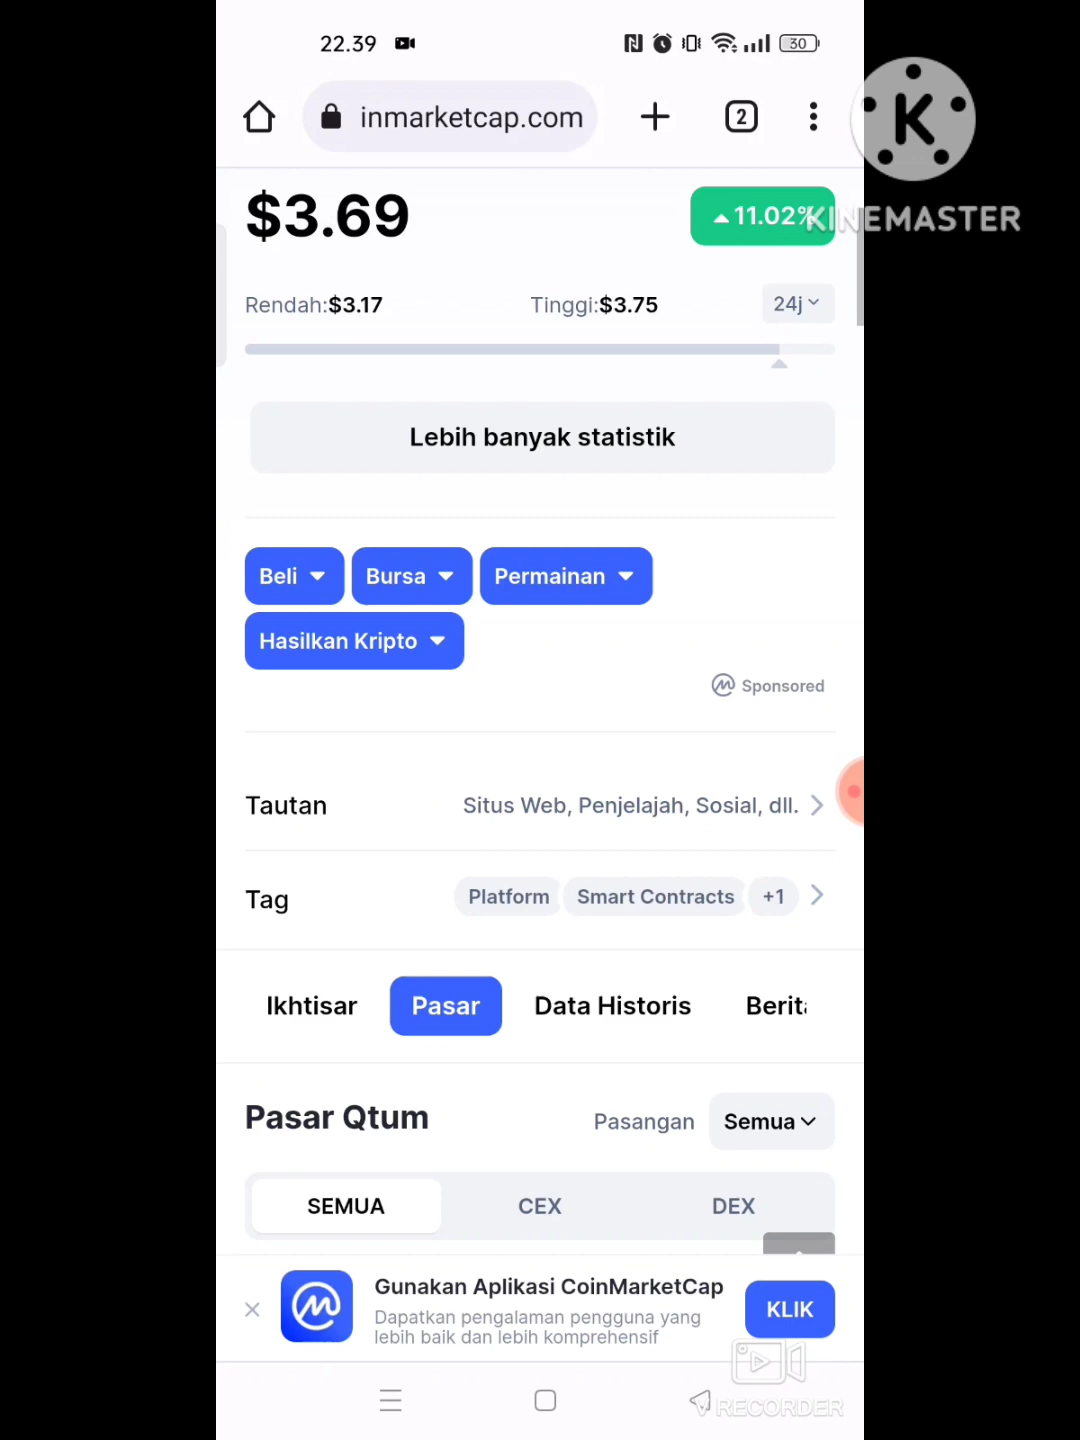 22.39
30
inmarketcap.com
2
K
KINEMASTER
$3.69
11.02%
Rendah:$3.17
Tinggi:$3.75
24j
Lebih banyak statistik
Beli
Bursa
Permainan
Hasilkan Kripto
Sponsored
Tautan
Situs Web, Penjelajah, Sosial, dll.
Tag
Platform
Smart Contracts
+1
Ikhtisar
Pasar
Data Historis
Berita
Pasar Qtum
Pasangan
Semua
SEMUA
CEX
DEX
Gunakan Aplikasi CoinMarketCap
Dapatkan pengalaman pengguna yang
lebih baik dan lebih komprehensif
KLIK
RECORDER